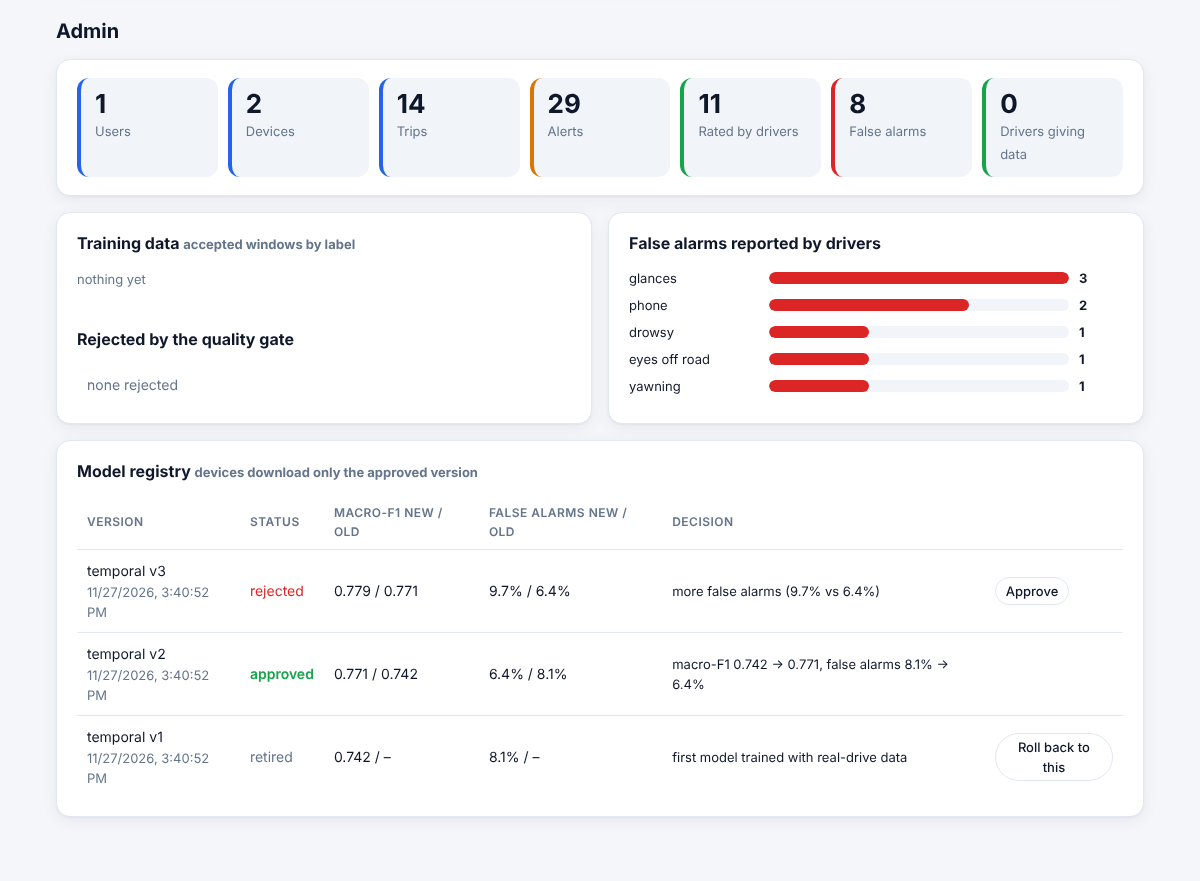 Admin
1
Users
2
Devices
14
Trips
29
Alerts
11
Rated by drivers
8
False alarms
0
Drivers giving
data
Training data accepted windows by label
nothing yet
Rejected by the quality gate
none rejected
False alarms reported by drivers
glances 3
phone 2
drowsy 1
eyes off road 1
yawning 1
Model registry devices download only the approved version
VERSION STATUS MACRO-F1 NEW / FALSE ALARMS NEW / DECISION
OLD OLD
temporal v3
11/27/2026, 3:40:52
PM
rejected 0.779 / 0.771 9.7% / 6.4% more false alarms (9.7% vs 6.4%) Approve
temporal v2
11/27/2026, 3:40:52
PM
approved 0.771 / 0.742 6.4% / 8.1% macro-F1 0.742 → 0.771, false alarms 8.1% →
6.4%
temporal v1
11/27/2026, 3:40:52
PM
retired 0.742 / – 8.1% / – first model trained with real-drive data Roll back to
this